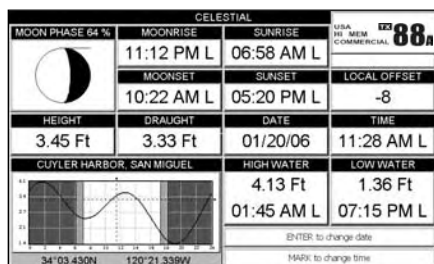 CELESTIAL
USA TX 88A
HI MEM
COMMERCIAL
MOON PHASE 64 %
MOONRISE
SUNRISE
11:12 PM L
06:58 AM L
MOONSET
SUNSET
LOCAL OFFSET
10:22 AM L
05:20 PM L
-8
HEIGHT
DRAUGHT
DATE
TIME
3.45 Ft
3.33 Ft
01/20/06
11:28 AM L
CUYLER HARBOR, SAN MIGUEL
HIGH WATER
LOW WATER
4.13 Ft
1.36 Ft
01:45 AM L
07:15 PM L
ENTER to change date
MARK to change time
34°03.430N
120°21.339W